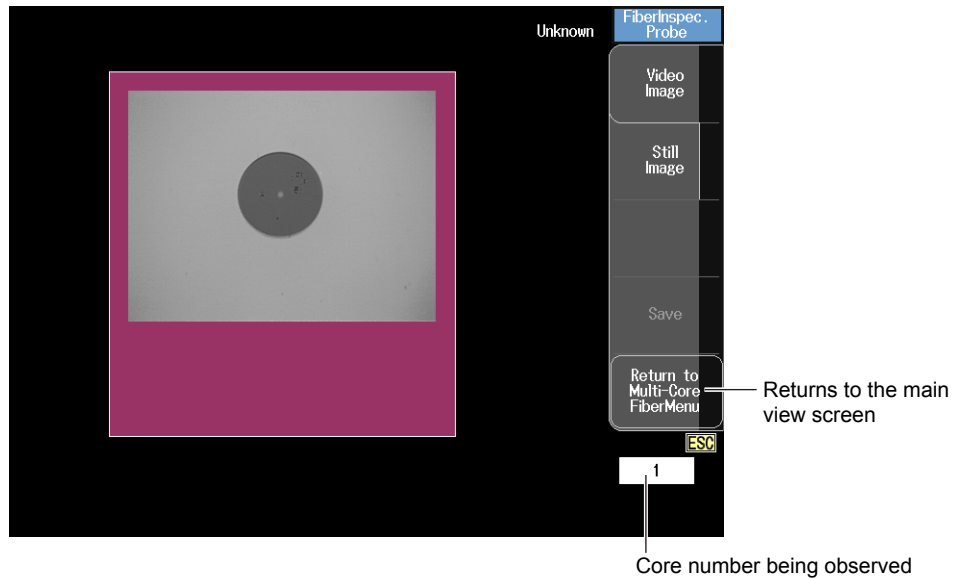 Unknown
FiberInspec.
Probe
Video
Image
Still
Image
Save
Return to
Multi-Core
FiberMenu
Returns to the main
view screen
ESC
1
Core number being observed